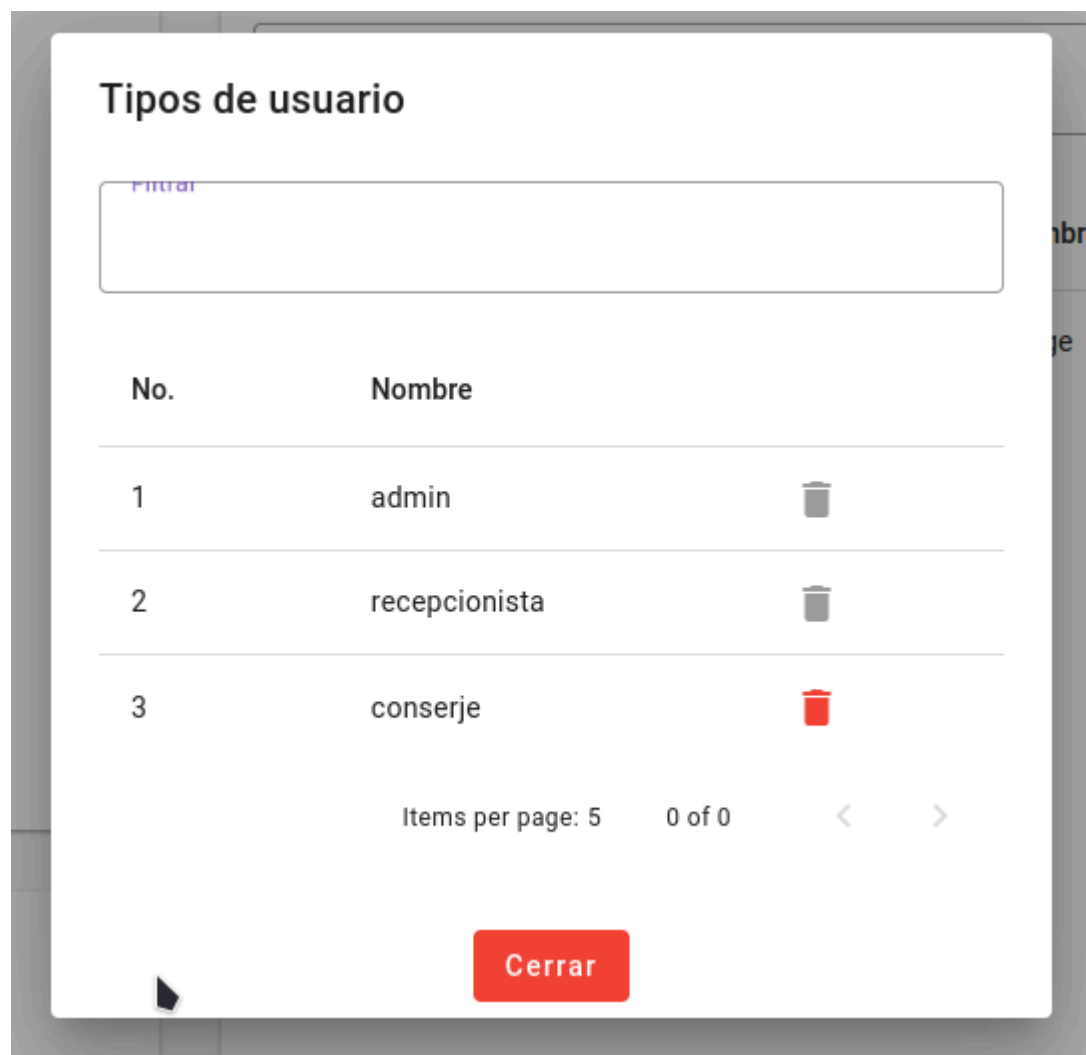 Tipos de usuario
Filtrar
No. Nombre
1 admin
2 recepcionista
3 conserje
Items per page: 5 0 of 0
Cerrar